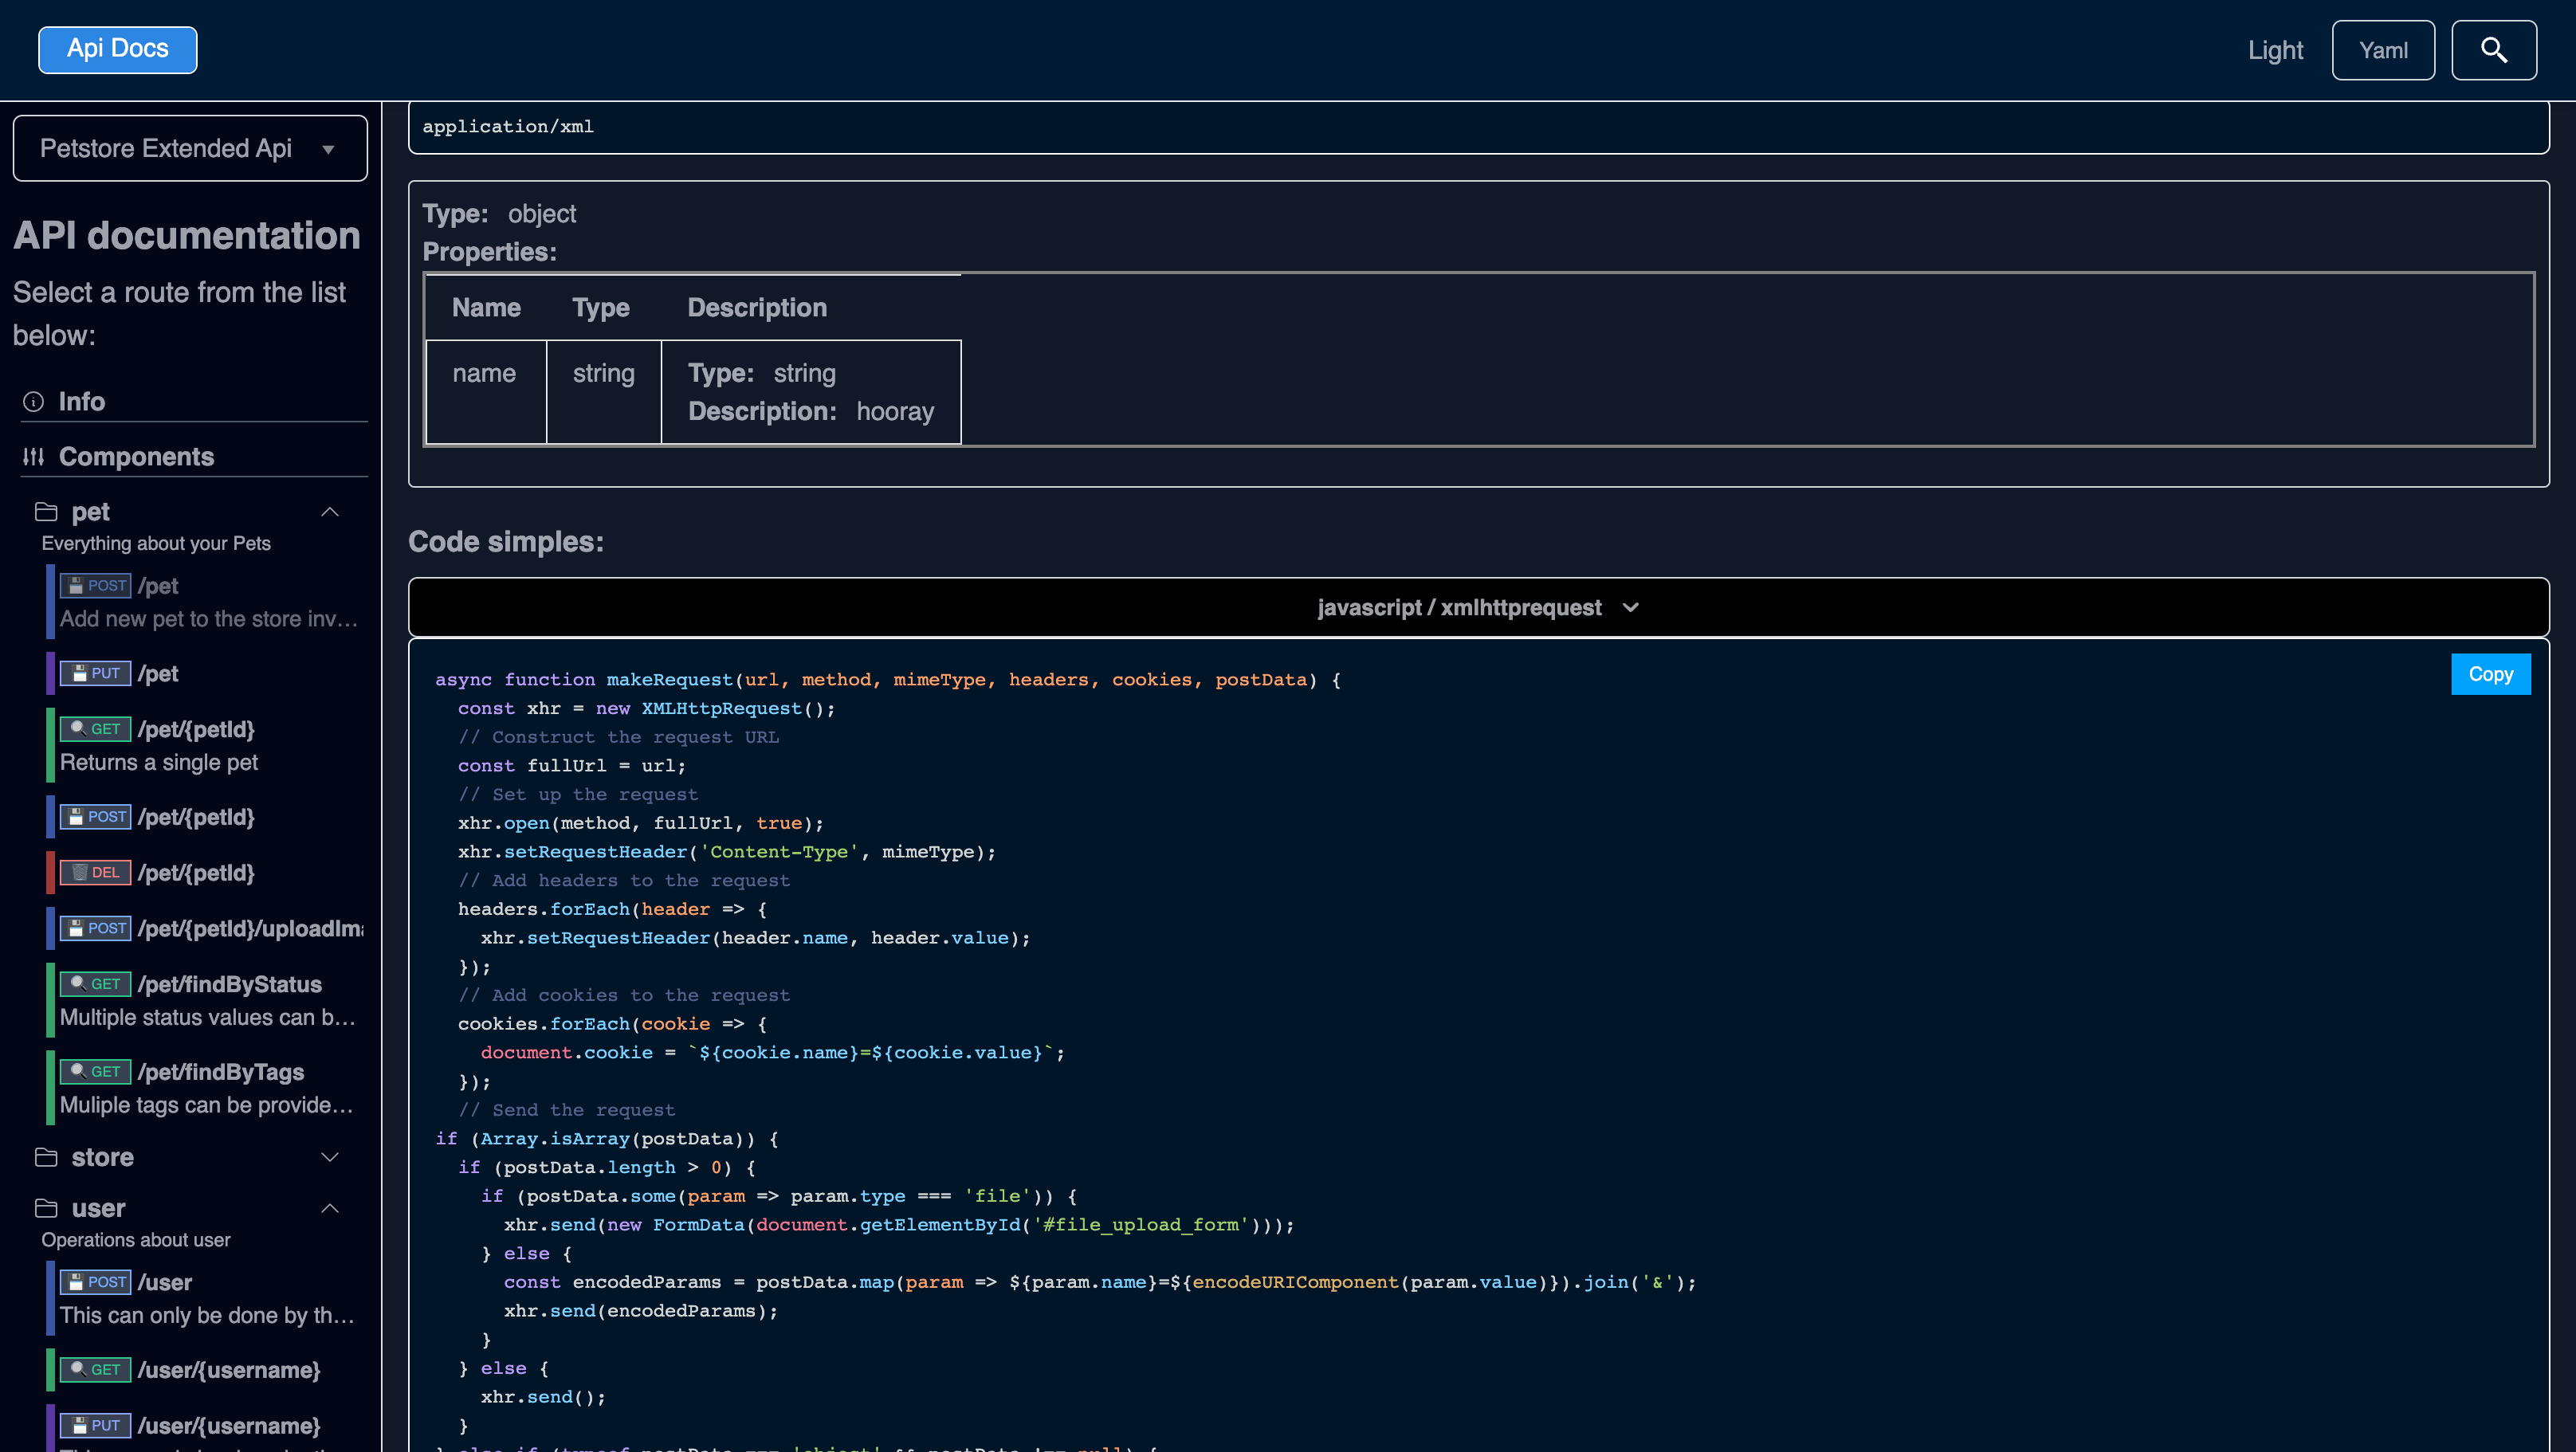 Api Docs
Light
Yaml
Petstore Extended Api
API documentation
Select a route from the list
below:
Info
Components
pet
Everything about your Pets
POST /pet
Add new pet to the store inv...
PUT /pet
GET /pet/{petId}
Returns a single pet
POST /pet/{petId}
DEL /pet/{petId}
POST /pet/{petId}/uploadIma
GET /pet/findByStatus
Multiple status values can b...
GET /pet/findByTags
Muliple tags can be provide...
store
user
Operations about user
POST /user
This can only be done by th...
GET /user/{username}
PUT /user/{username}
application/xml
Type: object
Properties:
Name Type Description
name string Type: string
Description: hooray
Code simples:
javascript / xmlhttprequest
Copy
async function makeRequest(url, method, mimeType, headers, cookies, postData) {
  const xhr = new XMLHttpRequest();
  // Construct the request URL
  const fullUrl = url;
  // Set up the request
  xhr.open(method, fullUrl, true);
  xhr.setRequestHeader('Content-Type', mimeType);
  // Add headers to the request
  headers.forEach(header => {
    xhr.setRequestHeader(header.name, header.value);
  });
  // Add cookies to the request
  cookies.forEach(cookie => {
    document.cookie = `${cookie.name}=${cookie.value}`;
  });
  // Send the request
if (Array.isArray(postData)) {
  if (postData.length > 0) {
    if (postData.some(param => param.type === 'file')) {
      xhr.send(new FormData(document.getElementById('#file_upload_form')));
    } else {
      const encodedParams = postData.map(param => ${param.name}=${encodeURIComponent(param.value)}).join('&');
      xhr.send(encodedParams);
    }
  } else {
    xhr.send();
  }
} else if (typeof postData === 'object' && postData !== null) {